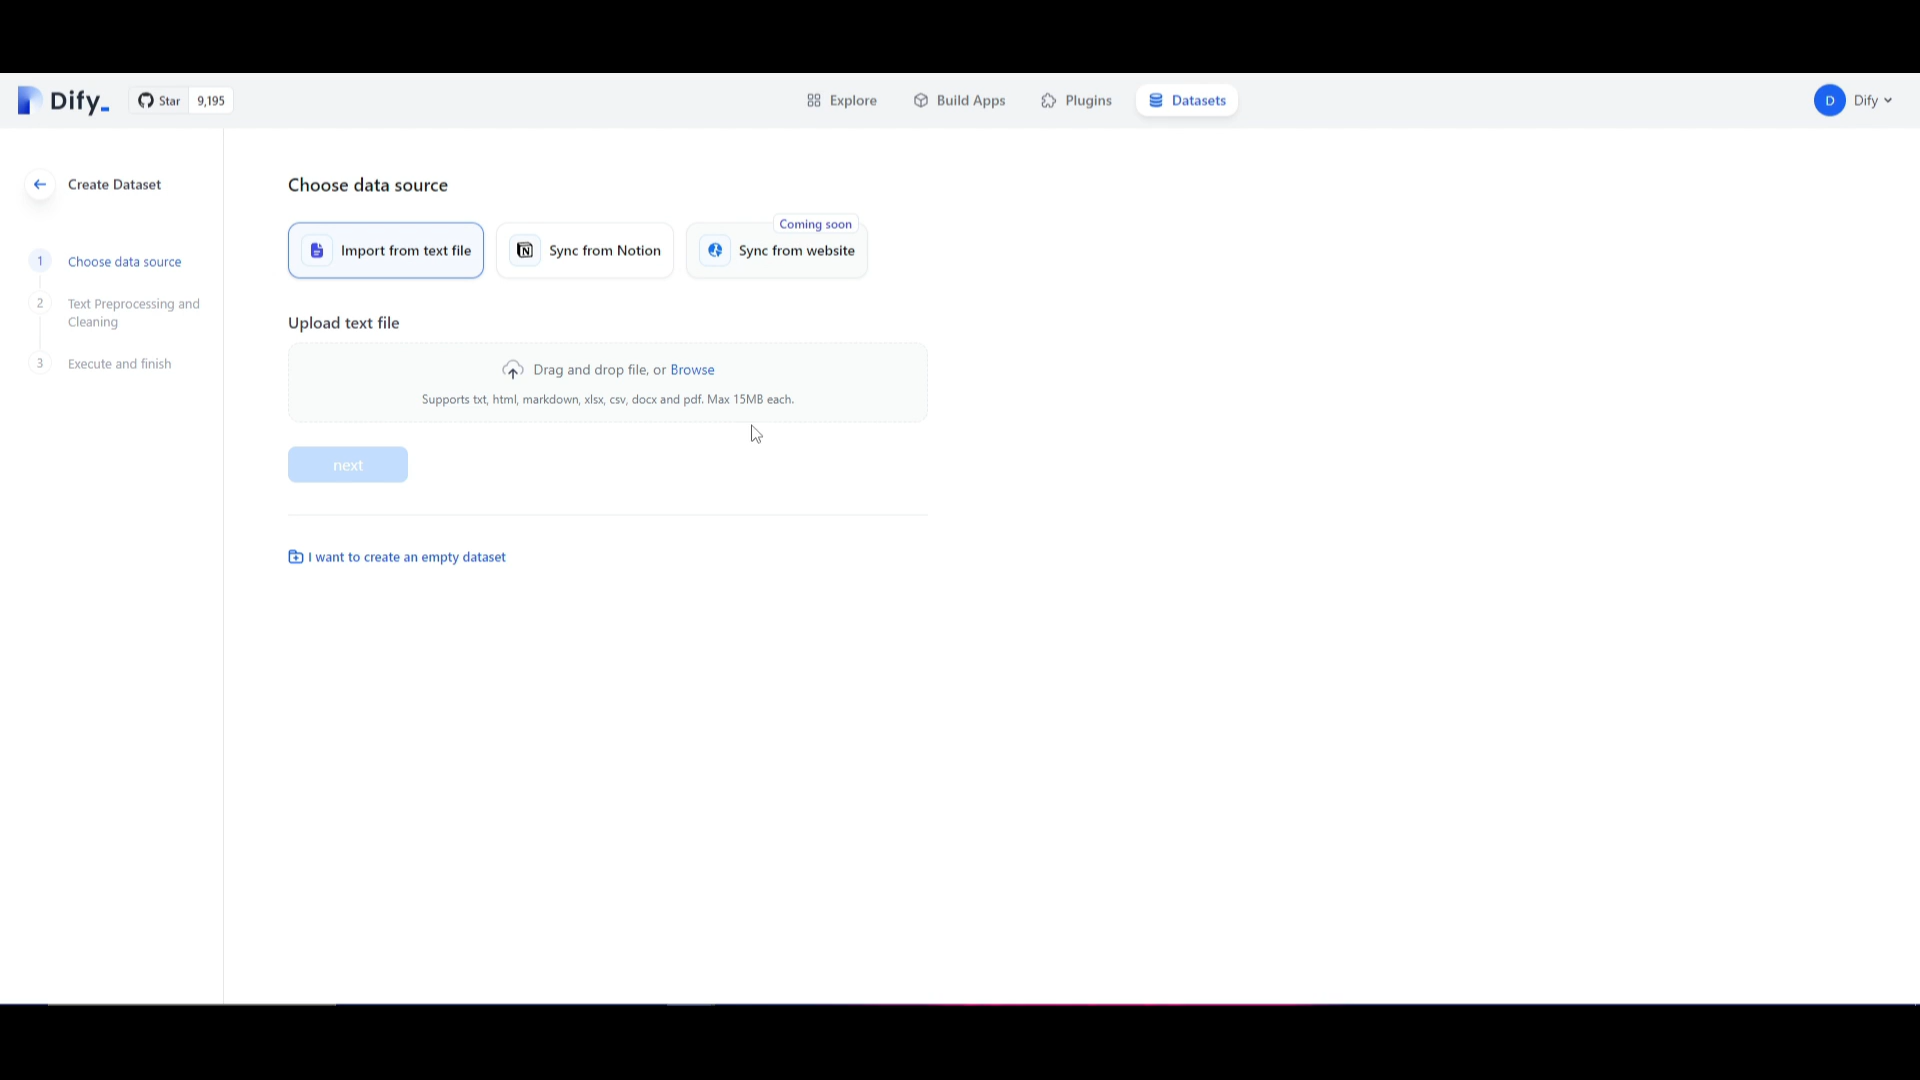 Dify_
Star 9,195
Explore
Build Apps
Plugins
Datasets
D Dify
Create Dataset
1 Choose data source
2 Text Preprocessing and
Cleaning
3 Execute and finish
Choose data source
Import from text file
Sync from Notion
Coming soon
Sync from website
Upload text file
Drag and drop file, or Browse
Supports txt, html, markdown, xlsx, csv, docx and pdf. Max 15MB each.
next
I want to create an empty dataset